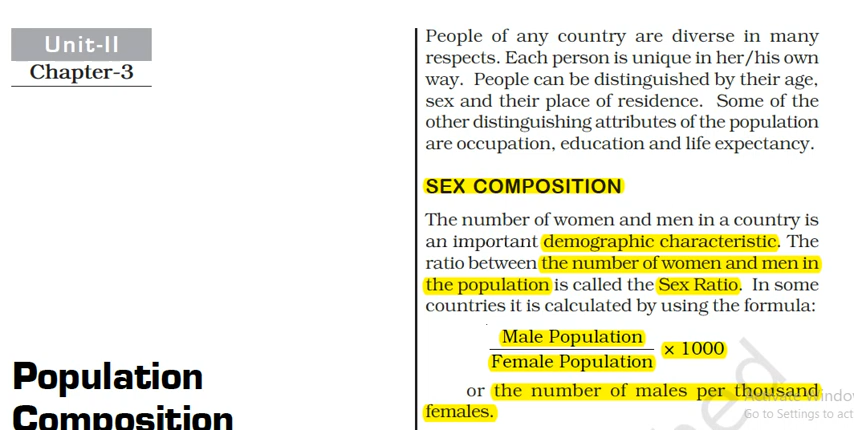 Unit-II
Chapter-3
Population
Composition
People of any country are diverse in many
respects. Each person is unique in her/his own
way. People can be distinguished by their age,
sex and their place of residence. Some of the
other distinguishing attributes of the population
are occupation, education and life expectancy.
SEX COMPOSITION
The number of women and men in a country is
an important demographic characteristic. The
ratio between the number of women and men in
the population is called the Sex Ratio. In some
countries it is calculated by using the formula:
Male Population
Female Population × 1000
or the number of males per thousand
females.
Activate Windo
Go to Settings to act